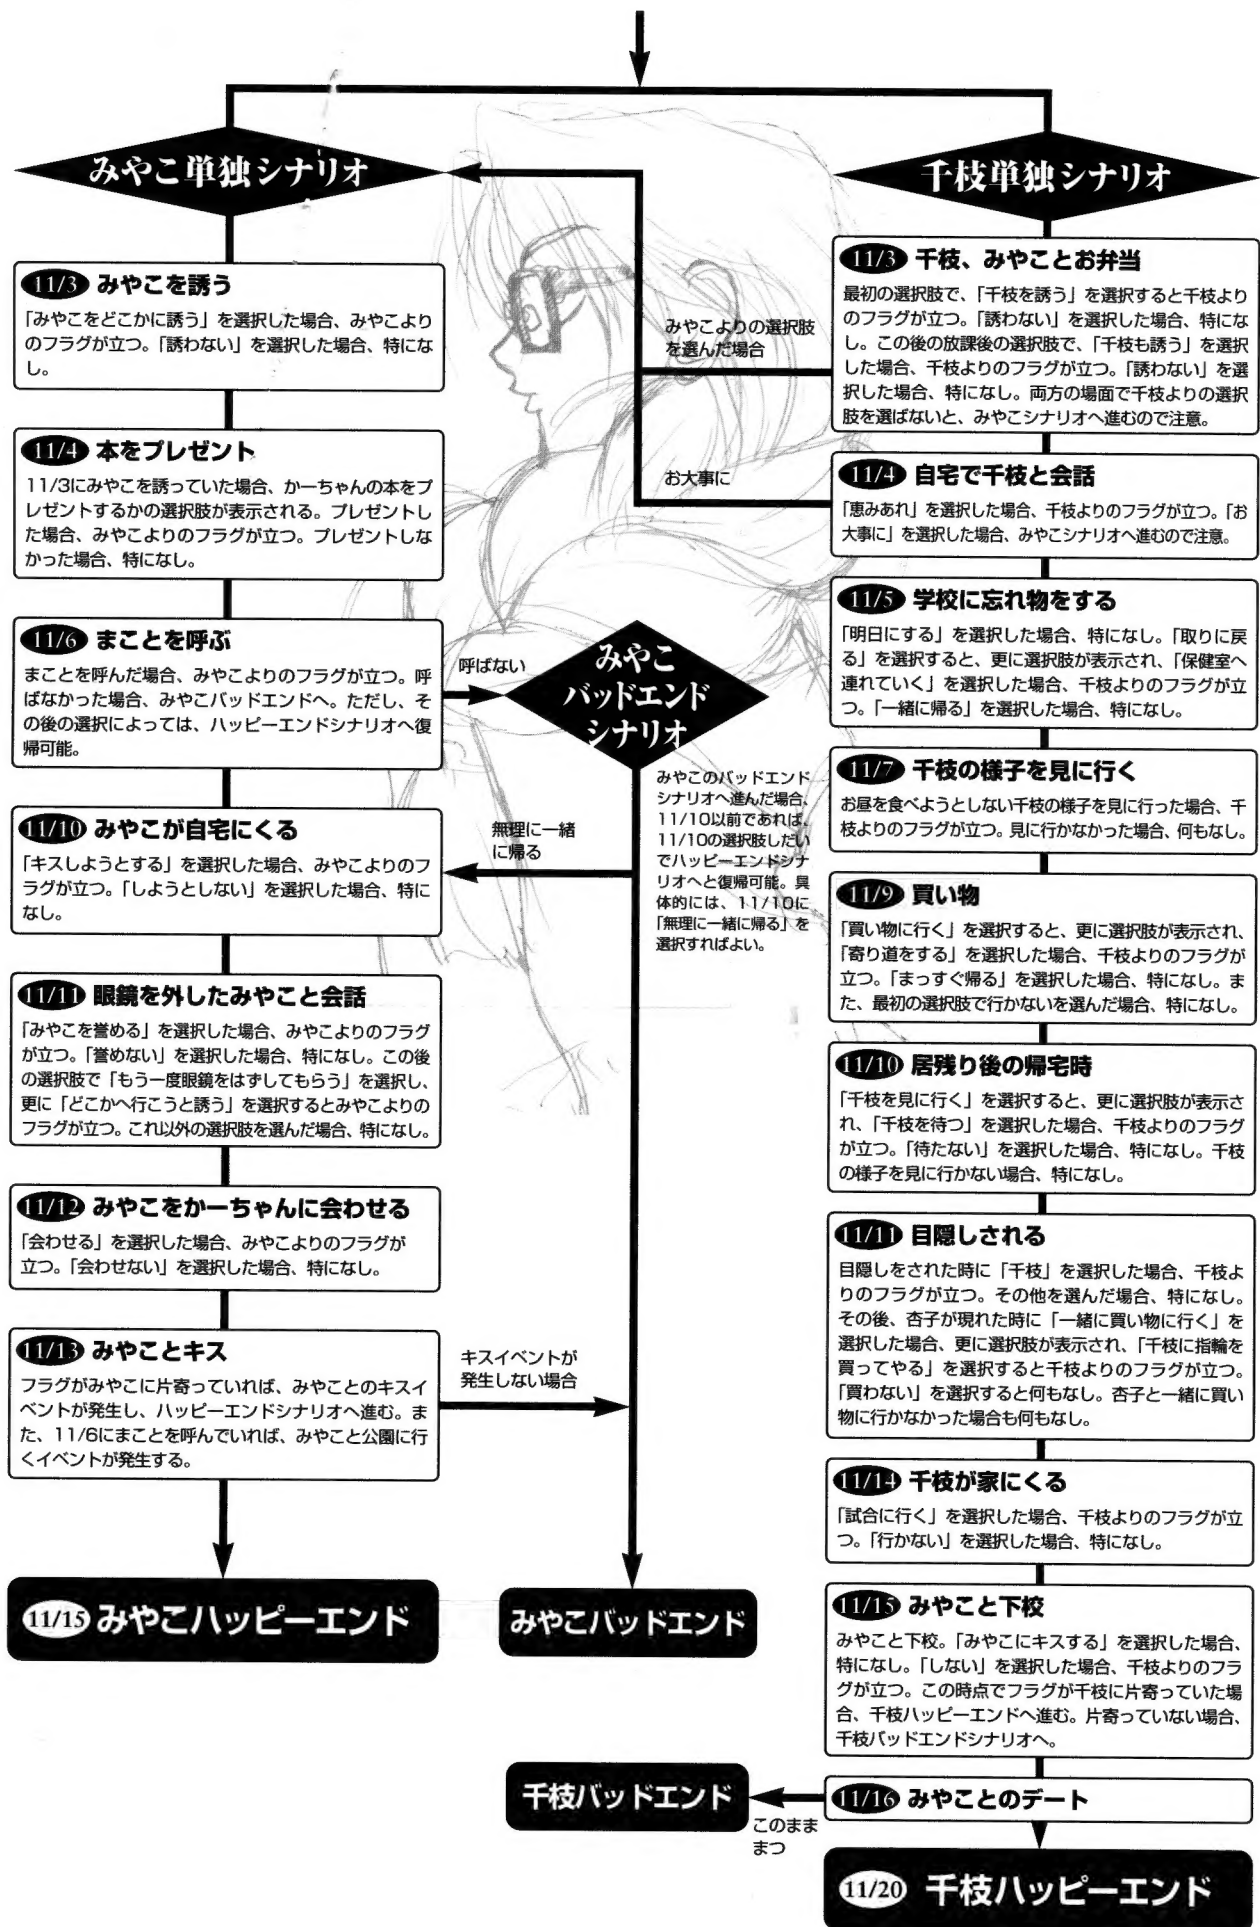 みやこ単独シナリオ
11/3 みやこを誘う
「みやこをどこかに誘う」を選択した場合、みやこより
のフラグが立つ。「誘わない」を選択した場合、特にな
し。
11/4 本をプレゼント
11/3にみやこを誘っていた場合、かーちゃんの本をプ
レゼントするかの選択肢が表示される。プレゼントし
た場合、みやこよりのフラグが立つ。プレゼントしな
かった場合、特になし。
11/6 まことを呼ぶ
まことを呼んだ場合、みやこよりのフラグが立つ。呼
ばなかった場合、みやこバッドエンドへ。ただし、そ
の後の選択によっては、ハッピーエンドシナリオへ復
帰可能。
11/10 みやこが自宅にくる
「キスしようとする」を選択した場合、みやこよりのフ
ラグが立つ。「しようとしない」を選択した場合、特に
なし。
11/11 眼鏡を外したみやこと会話
「みやこを誉める」を選択した場合、みやこよりのフラグ
が立つ。「誉めない」を選択した場合、特になし。この後
の選択肢で「もう一度眼鏡をはずしてもらう」を選択し、
更に「どこかへ行こうと誘う」を選択するとみやこよりの
フラグが立つ。これ以外の選択肢を選んだ場合、特になし。
11/12 みやこをかーちゃんに会わせる
「会わせる」を選択した場合、みやこよりのフラグが
立つ。「会わせない」を選択した場合、特になし。
11/13 みやことキス
フラグがみやこに片寄っていれば、みやことのキスイ
ベントが発生し、ハッピーエンドシナリオへ進む。ま
た、11/6にまことを呼んでいれば、みやこと公園に行
くイベントが発生する。
11/15 みやこハッピーエンド
みやこよりの選択肢
を選んだ場合
お大事に
呼ばない
みやこ
バッドエンド
シナリオ
みやこのバッドエンド
シナリオへ進んだ場合、
11/10以前であれば、
11/10の選択肢しだい
でハッピーエンドシナ
リオへと復帰可能。具
体的には、11/10に
「無理に一緒に帰る」を
選択すればよい。
無理に一緒
に帰る
キスイベントが
発生しない場合
みやこバッドエンド
千枝単独シナリオ
11/3 千枝、みやことお弁当
最初の選択肢で、「千枝を誘う」を選択すると千枝より
のフラグが立つ。「誘わない」を選択した場合、特にな
し。この後の放課後の選択肢で、「千枝も誘う」を選択
した場合、千枝よりのフラグが立つ。「誘わない」を選
択した場合、特になし。両方の場面で千枝よりの選択
肢を選ばないと、みやこシナリオへ進むので注意。
11/4 自宅で千枝と会話
「恵みあれ」を選択した場合、千枝よりのフラグが立つ。「お
大事に」を選択した場合、みやこシナリオへ進むので注意。
11/5 学校に忘れ物をする
「明日にする」を選択した場合、特になし。「取りに戻
る」を選択すると、更に選択肢が表示され、「保健室へ
連れていく」を選択した場合、千枝よりのフラグが立
つ。「一緒に帰る」を選択した場合、特になし。
11/7 千枝の様子を見に行く
お昼を食べようとしない千枝の様子を見に行った場合、千
枝よりのフラグが立つ。見に行かなかった場合、何もなし。
11/9 買い物
「買い物に行く」を選択すると、更に選択肢が表示され、
「寄り道をする」を選択した場合、千枝よりのフラグが
立つ。「まっすぐ帰る」を選択した場合、特になし。ま
た、最初の選択肢で行かないを選んだ場合、特になし。
11/10 居残り後の帰宅時
「千枝を見に行く」を選択すると、更に選択肢が表示さ
れ、「千枝を待つ」を選択した場合、千枝よりのフラグ
が立つ。「待たない」を選択した場合、特になし。千枝
の様子を見に行かない場合、特になし。
11/11 目隠しされる
目隠しをされた時に「千枝」を選択した場合、千枝よ
りのフラグが立つ。その他を選んだ場合、特になし。
その後、杏子が現れた時に「一緒に買い物に行く」を
選択した場合、更に選択肢が表示され、「千枝に指輪を
買ってやる」を選択すると千枝よりのフラグが立つ。
「買わない」を選択すると何もなし。杏子と一緒に買い
物に行かなかった場合も何もなし。
11/14 千枝が家にくる
「試合に行く」を選択した場合、千枝よりのフラグが立
つ。「行かない」を選択した場合、特になし。
11/15 みやこと下校
みやこと下校。「みやこにキスする」を選択した場合、
特になし。「しない」を選択した場合、千枝よりのフラ
グが立つ。この時点でフラグが千枝に片寄っていた場
合、千枝ハッピーエンドへ進む。片寄っていない場合、
千枝バッドエンドシナリオへ。
11/16 みやことのデート
このまま
まつ
千枝バッドエンド
11/20 千枝ハッピーエンド